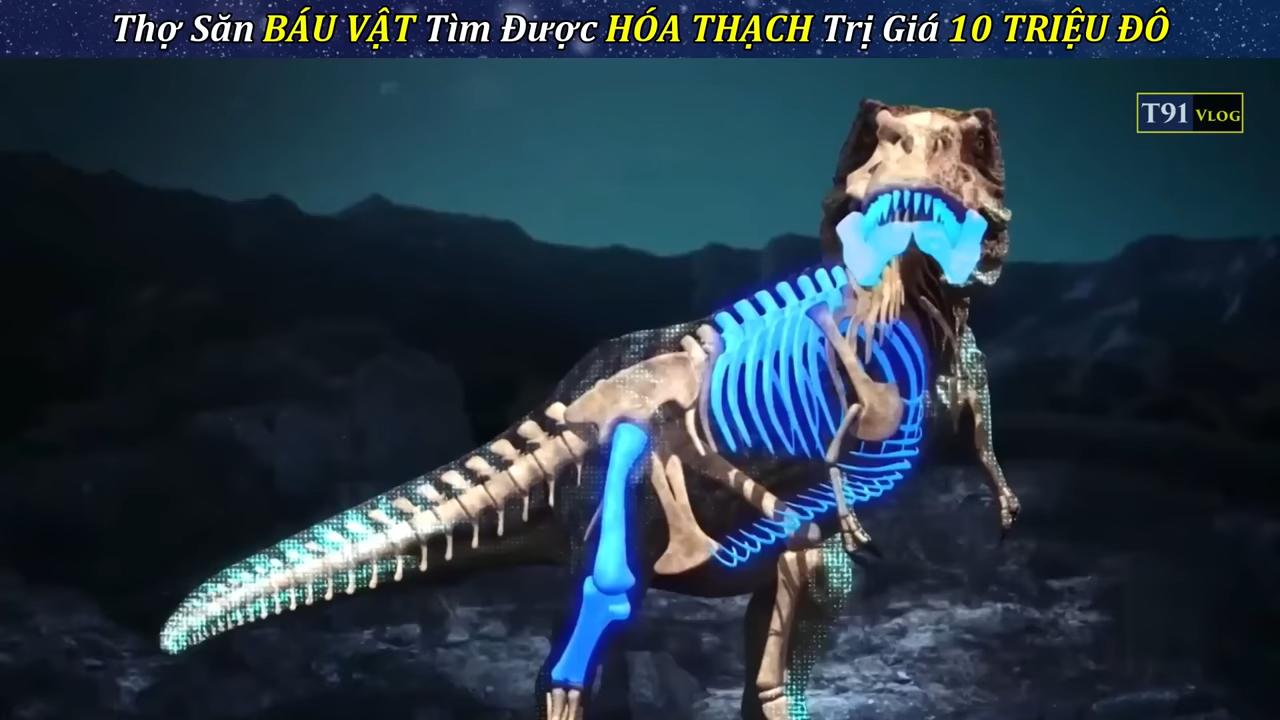 Thợ Săn BÁU VẬT Tìm Được HÓA THẠCH Trị Giá 10 TRIỆU ĐÔ
T91 VLOG